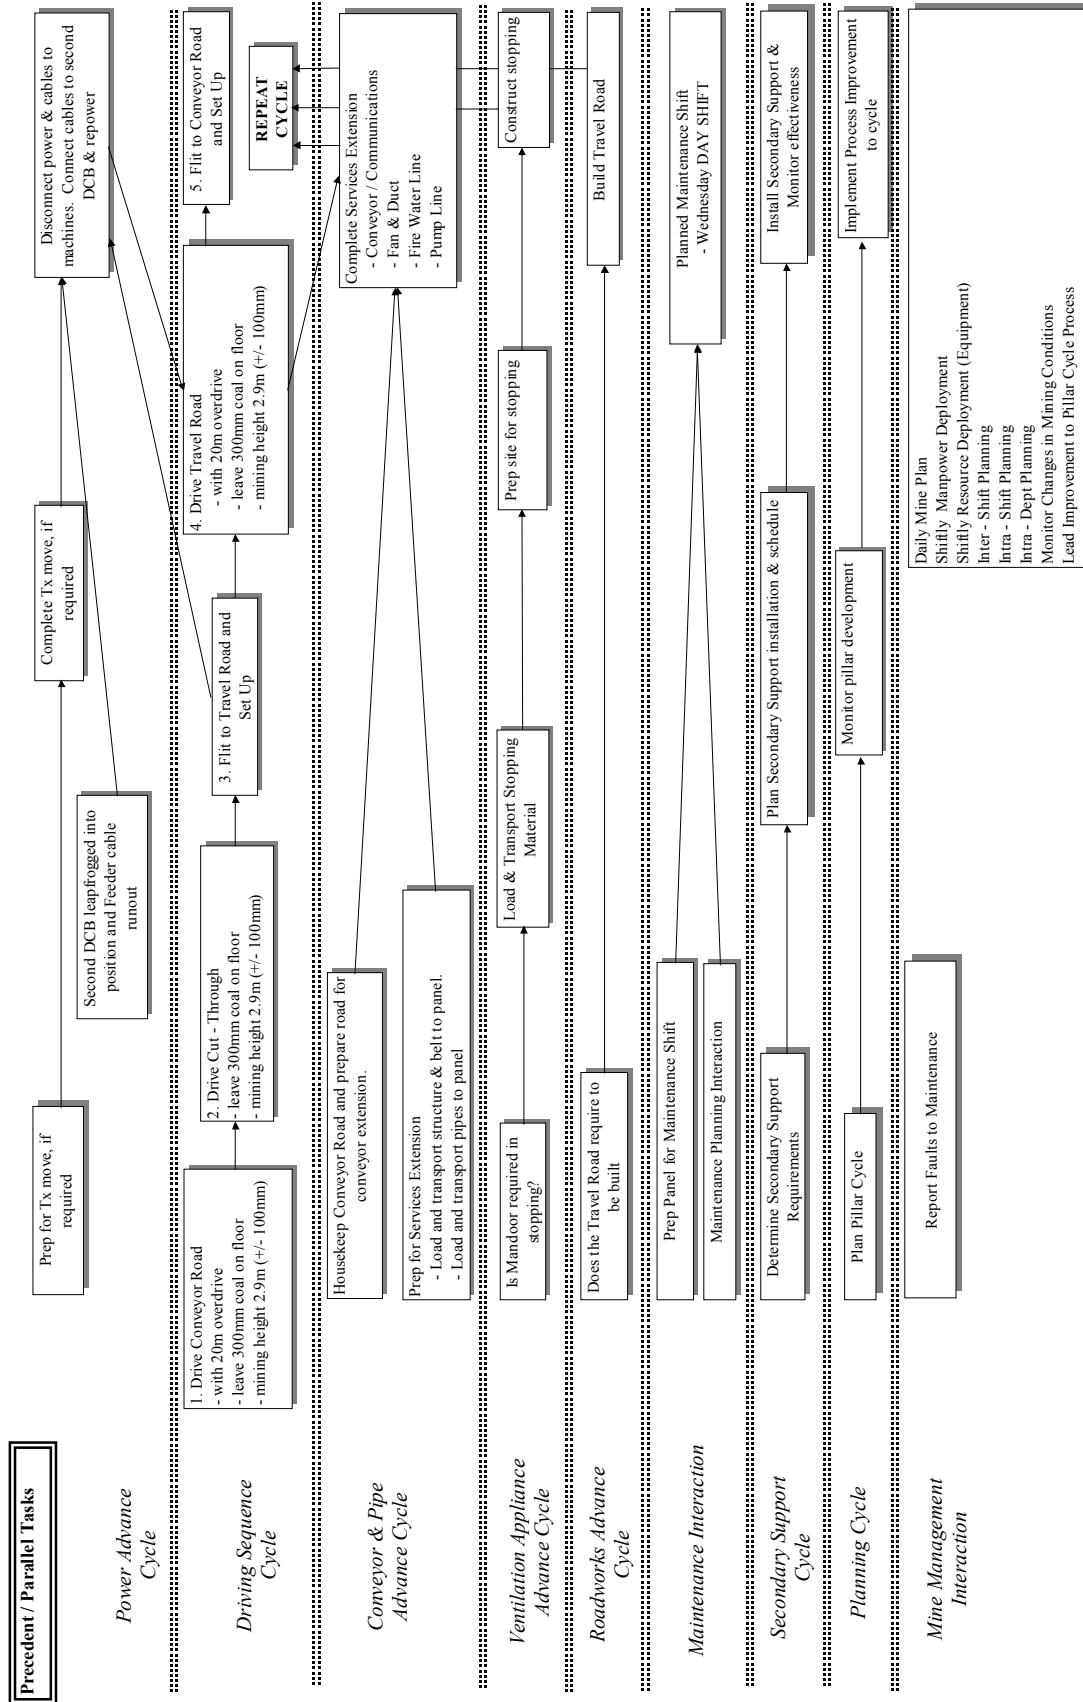 Precedent / Parallel Tasks
Power Advance
Cycle
Prep for Tx move, if
required
Second DCB leapfrogged into
position and Feeder cable
runout
Complete Tx move, if
required
Disconnect power & cables to
machines. Connect cables to second
DCB & repower
Driving Sequence
Cycle
1. Drive Conveyor Road
- with 20m overdrive
- leave 300mm coal on floor
- mining height 2.9m (+/- 100mm)
2. Drive Cut - Through
- leave 300mm coal on floor
- mining height 2.9m (+/- 100mm)
3. Flit to Travel Road and
Set Up
4. Drive Travel Road
- with 20m overdrive
- leave 300mm coal on floor
- mining height 2.9m (+/- 100mm)
5. Flit to Conveyor Road
and Set Up
REPEAT
CYCLE
Conveyor & Pipe
Advance Cycle
Housekeep Conveyor Road and prepare road for
conveyor extension.
Prep for Services Extension
- Load and transport structure & belt to panel.
- Load and transport pipes to panel
Complete Services Extension
- Conveyor / Communications
- Fan & Duct
- Fire Water Line
- Pump Line
Ventilation Appliance
Advance Cycle
Is Mandoor required in
stopping?
Load & Transport Stopping
Material
Prep site for stopping
Construct stopping
Roadworks Advance
Cycle
Does the Travel Road require to
be built
Build Travel Road
Maintenance Interaction
Prep Panel for Maintenance Shift
Maintenance Planning Interaction
Planned Maintenance Shift
- Wednesday DAY SHIFT
Secondary Support
Cycle
Determine Secondary Support
Requirements
Plan Secondary Support installation & schedule
Install Secondary Support &
Monitor effectiveness
Planning Cycle
Plan Pillar Cycle
Monitor pillar development
Implement Process Improvement
to cycle
Mine Management
Interaction
Report Faults to Maintenance
Daily Mine Plan
Shiftly Manpower Deployment
Shiftly Resource Deployment (Equipment)
Inter - Shift Planning
Intra - Shift Planning
Intra - Dept Planning
Monitor Changes in Mining Conditions
Lead Improvement to Pillar Cycle Process